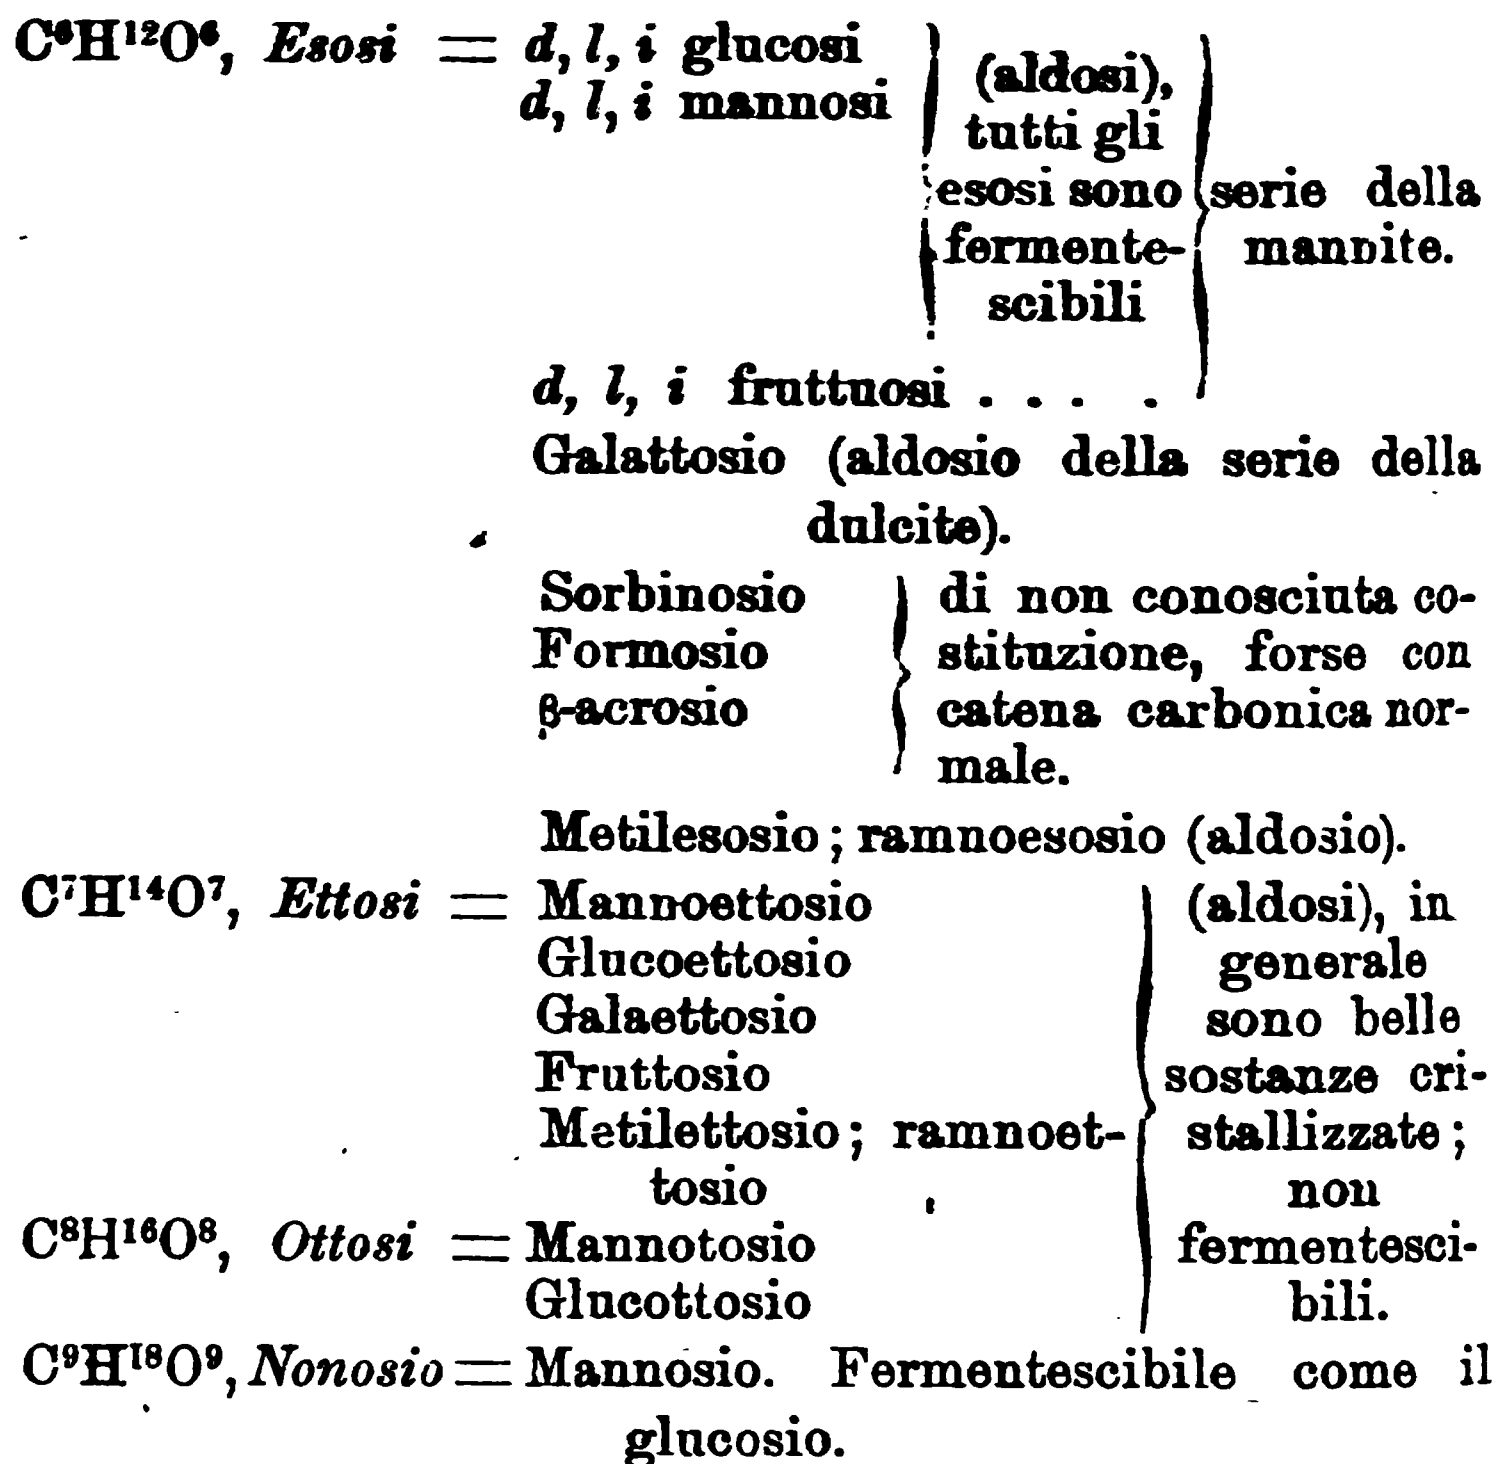 C⁶H¹²O⁶, Esosi = d, l, i glucosi
d, l, i mannosi
(aldosi),
tutti gli
esosi sono
fermente-
scibili
serie della
mannite.
d, l, i fruttuosi . . . .
Galattosio (aldosio della serie della
dulcite).
Sorbinosio
Formosio
β-acrosio
di non conosciuta co-
stituzione, forse con
catena carbonica nor-
male.
Metilesosio; ramnoesosio (aldosio).
C⁷H¹⁴O⁷, Ettosi = Mannoettosio
Glucoettosio
Galaettosio
Fruttosio
Metilettosio; ramnoet-
tosio
C⁸H¹⁶O⁸, Ottosi = Mannotosio
Glucottosio
(aldosi), in
generale
sono belle
sostanze cri-
stallizzate;
non
fermentesci-
bili.
C⁹H¹⁸O⁹, Nonosio = Mannosio. Fermentescibile come il
glucosio.